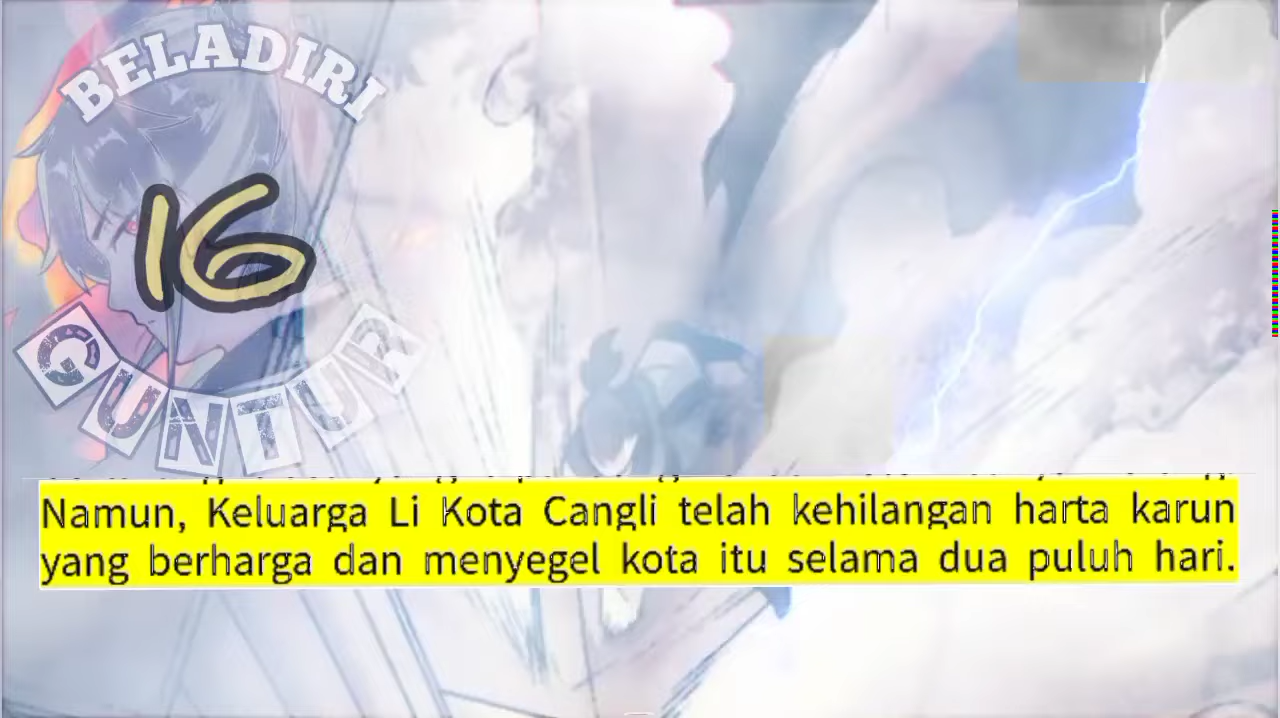 BELADIRI
16
GUNTUR
Namun, Keluarga Li Kota Cangli telah kehilangan harta karun
yang berharga dan menyegel kota itu selama dua puluh hari.